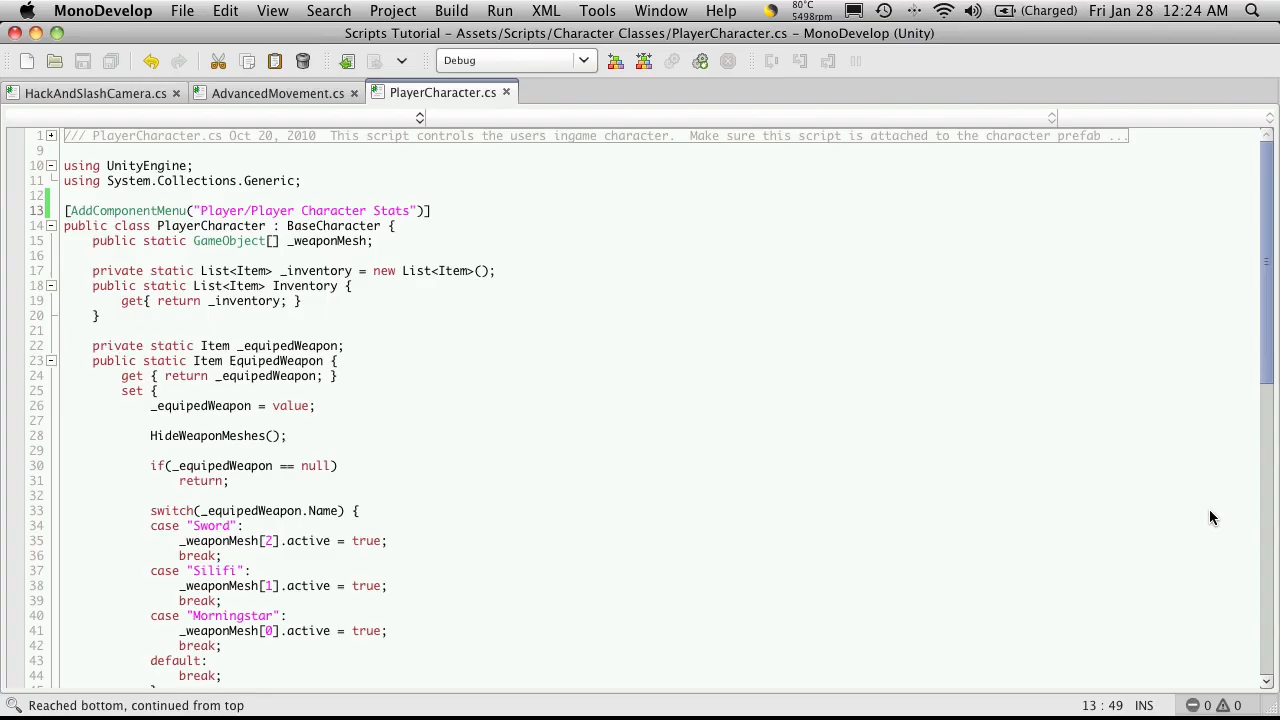 MonoDevelop File Edit View Search Project Build Run XML Tools Window Help 80°C 5498rpm (Charged) Fri Jan 28 12:24 AM
Scripts Tutorial - Assets/Scripts/Character Classes/PlayerCharacter.cs - MonoDevelop (Unity)
Debug
HackAndSlashCamera.cs AdvancedMovement.cs PlayerCharacter.cs
1 /// PlayerCharacter.cs Oct 20, 2010 This script controls the users ingame character. Make sure this script is attached to the character prefab ...
9
10 using UnityEngine;
11 using System.Collections.Generic;
12
13 [AddComponentMenu("Player/Player Character Stats")]
14 public class PlayerCharacter : BaseCharacter {
15 public static GameObject[] _weaponMesh;
16
17 private static List<Item> _inventory = new List<Item>();
18 public static List<Item> Inventory {
19 get{ return _inventory; }
20 }
21
22 private static Item _equipedWeapon;
23 public static Item EquipedWeapon {
24 get { return _equipedWeapon; }
25 set {
26 _equipedWeapon = value;
27
28 HideWeaponMeshes();
29
30 if(_equipedWeapon == null)
31 return;
32
33 switch(_equipedWeapon.Name) {
34 case "Sword":
35 _weaponMesh[2].active = true;
36 break;
37 case "Silifi":
38 _weaponMesh[1].active = true;
39 break;
40 case "Morningstar":
41 _weaponMesh[0].active = true;
42 break;
43 default:
44 break;
Reached bottom, continued from top 13 : 49 INS 0 0